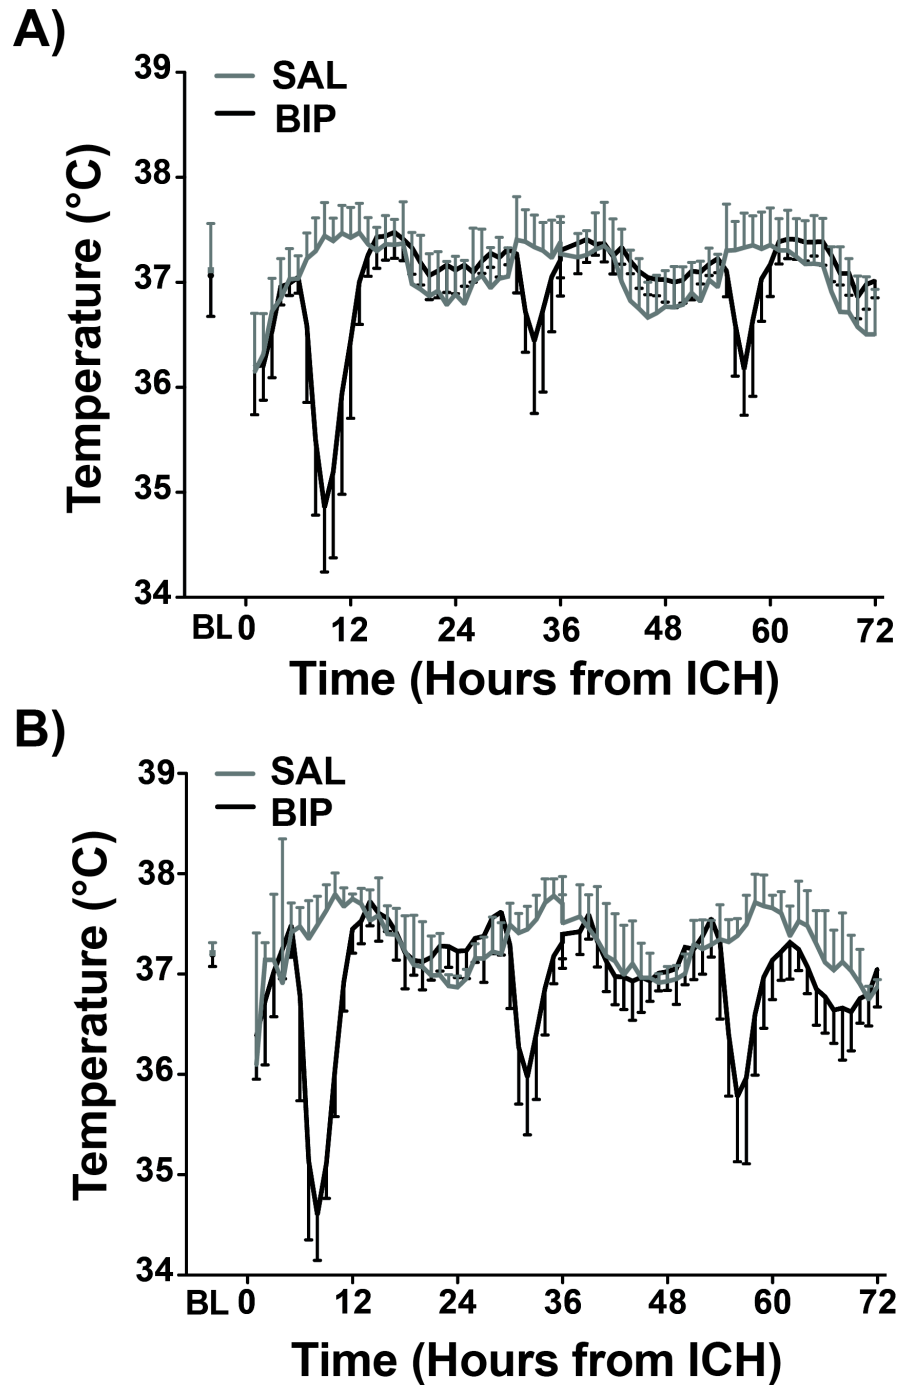 A)
39
38
37
36
35
34
Temperature (°C)
SAL
BIP
BL 0 12 24 36 48 60 72
Time (Hours from ICH)
B)
39
38
37
36
35
34
Temperature (°C)
SAL
BIP
BL 0 12 24 36 48 60 72
Time (Hours from ICH)